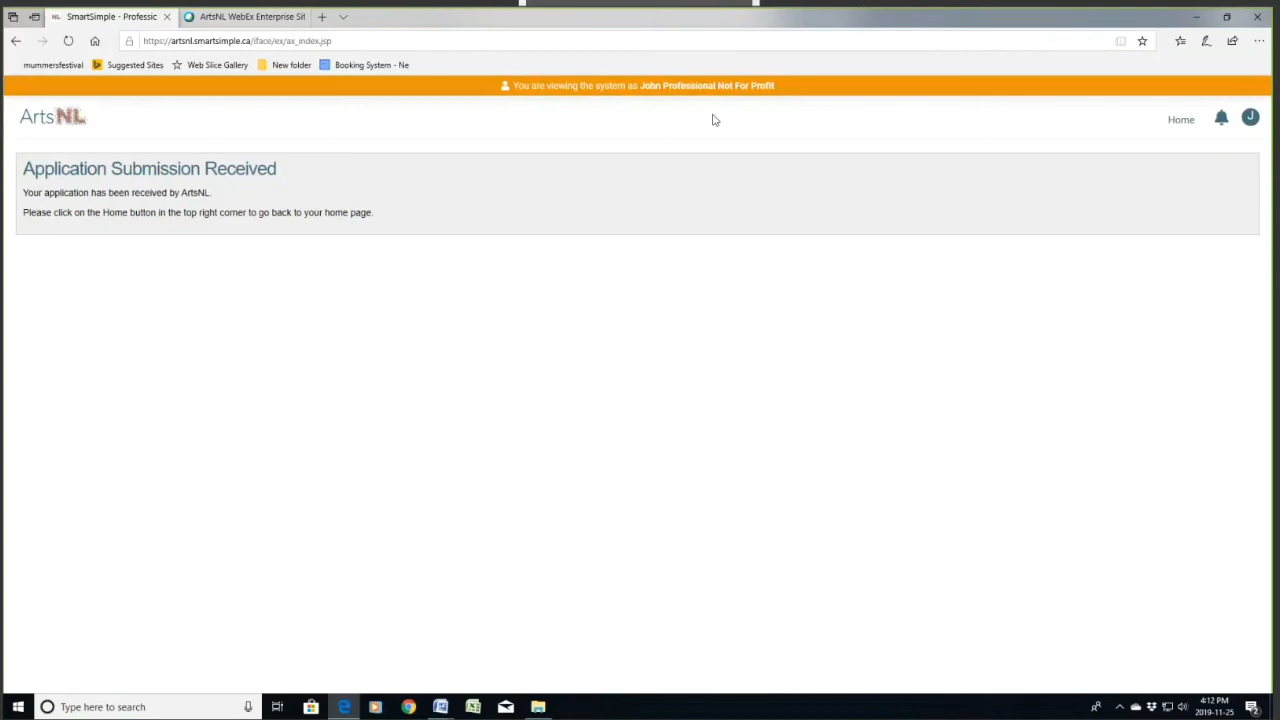 SmartSimple - Professic
ArtsNL WebEx Enterprise Sit
https://artsnl.smartsimple.ca/iface/ex/ax_index.jsp
mummersfestival
Suggested Sites
Web Slice Gallery
New folder
Booking System - Ne
You are viewing the system as John Professional Not For Profit
ArtsNL
Home
J
Application Submission Received
Your application has been received by ArtsNL.
Please click on the Home button in the top right corner to go back to your home page.
Type here to search
4:12 PM
2019-11-25
2